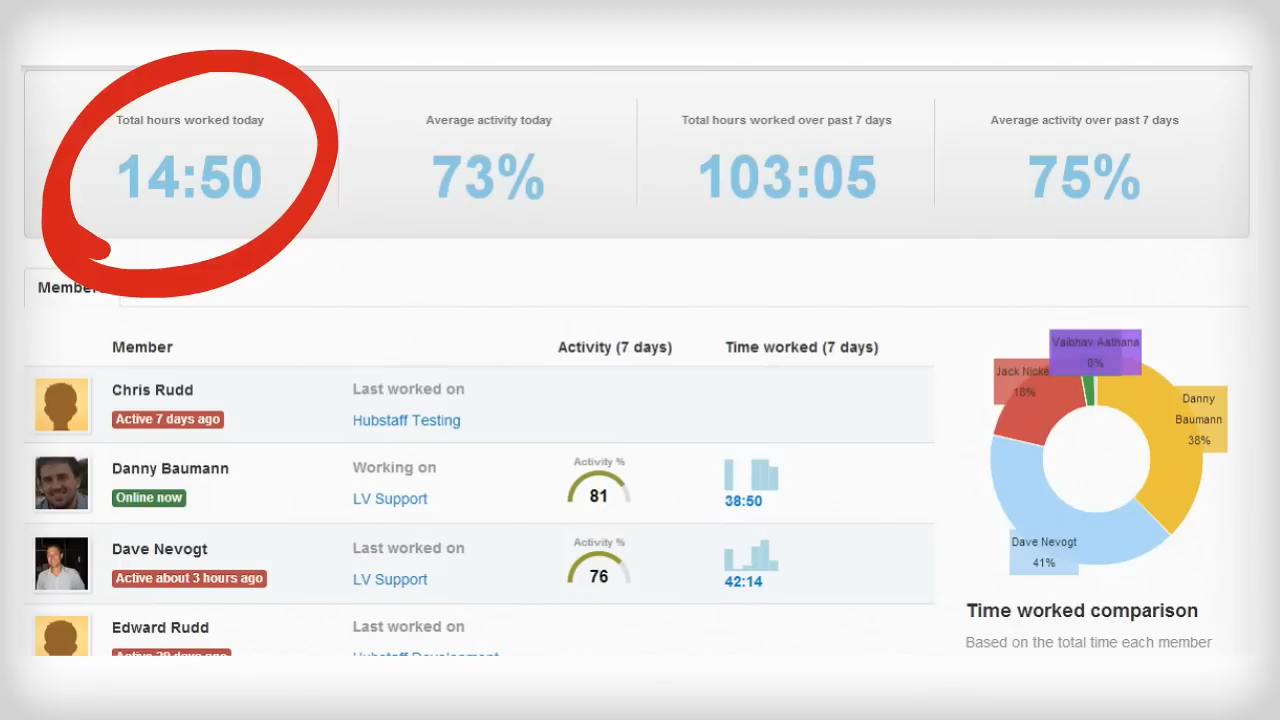 Total hours worked today
14:50
Average activity today
73%
Total hours worked over past 7 days
103:05
Average activity over past 7 days
75%
Member
Activity (7 days)
Time worked (7 days)
Chris Rudd
Active 7 days ago
Last worked on
Hubstaff Testing
Danny Baumann
Online now
Working on
LV Support
Activity %
81
38:50
Dave Nevogt
Active about 3 hours ago
Last worked on
LV Support
Activity %
76
42:14
Edward Rudd
Last worked on
Hubstaff Development
Vaibhav Aathana
0%
Jack Nicke
18%
Danny
Baumann
38%
Dave Nevogt
41%
Time worked comparison
Based on the total time each member